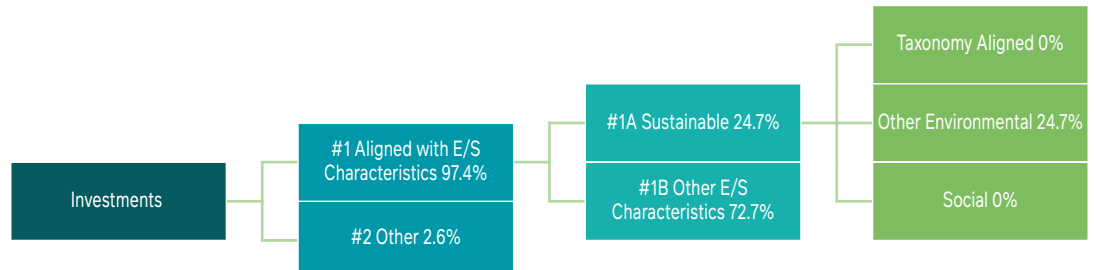 Investments
#1 Aligned with E/S
Characteristics 97.4%
#2 Other 2.6%
#1A Sustainable 24.7%
#1B Other E/S
Characteristics 72.7%
Taxonomy Aligned 0%
Other Environmental 24.7%
Social 0%